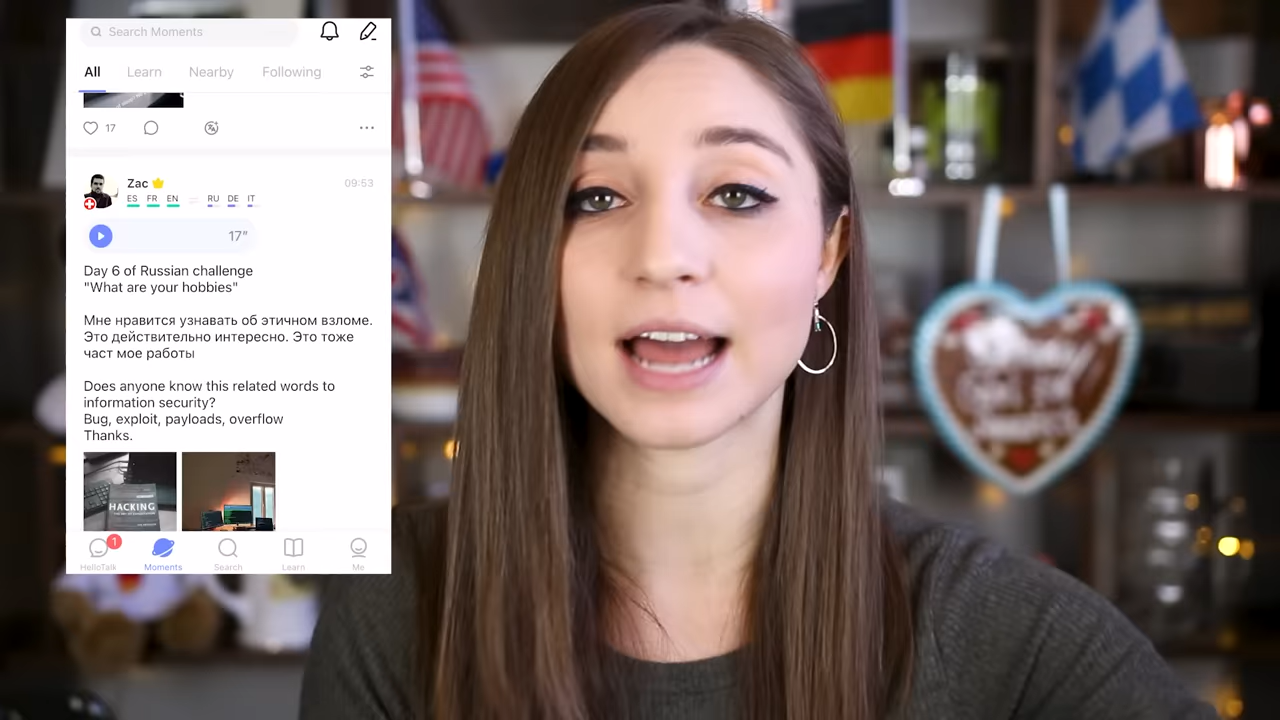 Search Moments
All Learn Nearby Following
17
Zac
09:53
ES FR EN RU DE IT
17"
Day 6 of Russian challenge
"What are your hobbies"
Мне нравится узнавать об этичном взломе.
Это действительно интересно. Это тоже
част мое работы
Does anyone know this related words to
information security?
Bug, exploit, payloads, overflow
Thanks.
HACKING
1
HelloTalk Moments Search Learn Me